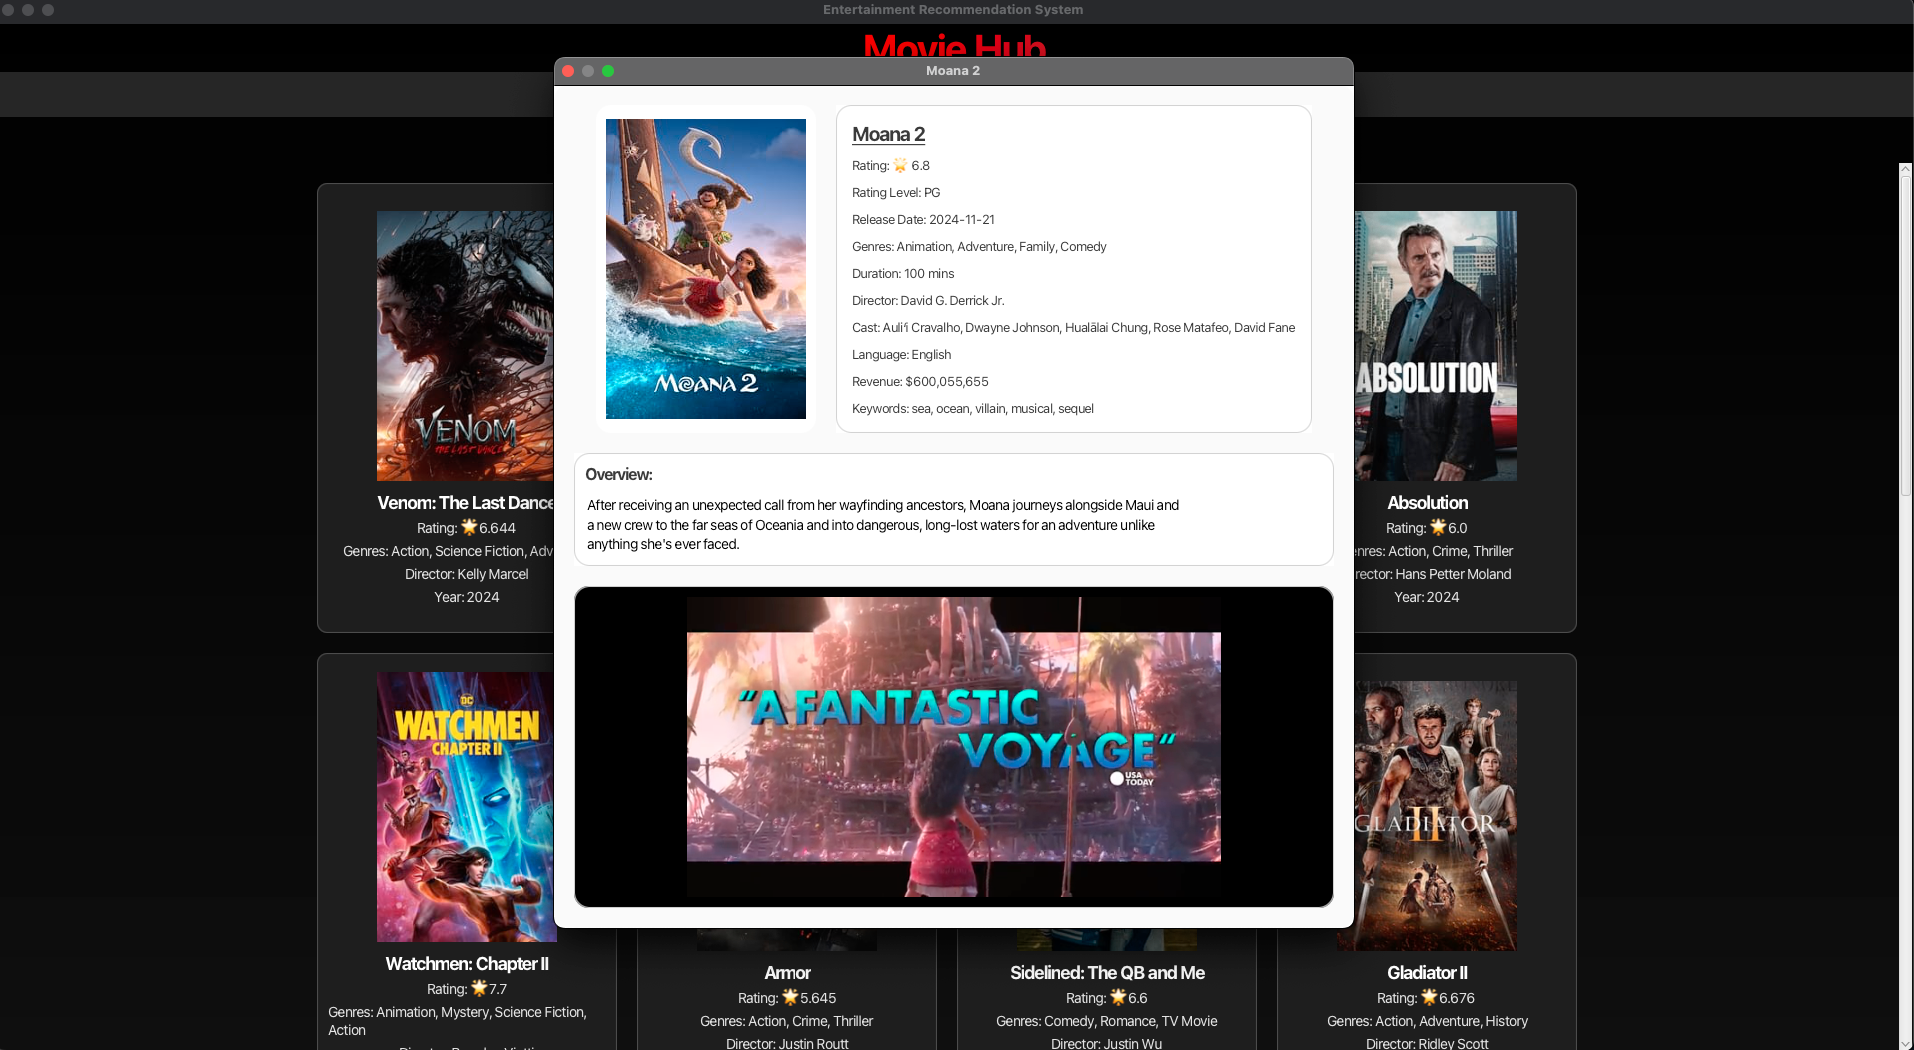 Entertainment Recommendation System
Movie Hub
Moana 2
MOANA 2
Moana 2
Rating: 🌟 6.8
Rating Level: PG
Release Date: 2024-11-21
Genres: Animation, Adventure, Family, Comedy
Duration: 100 mins
Director: David G. Derrick Jr.
Cast: Auliʻi Cravalho, Dwayne Johnson, Hualālai Chung, Rose Matafeo, David Fane
Language: English
Revenue: $600,055,655
Keywords: sea, ocean, villain, musical, sequel
Overview:
After receiving an unexpected call from her wayfinding ancestors, Moana journeys alongside Maui and
a new crew to the far seas of Oceania and into dangerous, long-lost waters for an adventure unlike
anything she's ever faced.
"A FANTASTIC
VOYAGE"
USA
TODAY
VENOM
THE LAST DANCE
Venom: The Last Dance
Rating: 🌟6.644
Genres: Action, Science Fiction, Adv
Director: Kelly Marcel
Year: 2024
ABSOLUTION
Absolution
Rating: 🌟6.0
enres: Action, Crime, Thriller
rector: Hans Petter Moland
Year: 2024
DC
WATCHMEN
CHAPTER II
Watchmen: Chapter II
Rating: 🌟7.7
Genres: Animation, Mystery, Science Fiction,
Action
Armor
Rating: 🌟5.645
Genres: Action, Crime, Thriller
Director: Justin Routt
Sidelined: The QB and Me
Rating: 🌟6.6
Genres: Comedy, Romance, TV Movie
Director: Justin Wu
II
GLADIATOR
Gladiator II
Rating: 🌟6.676
Genres: Action, Adventure, History
Director: Ridley Scott